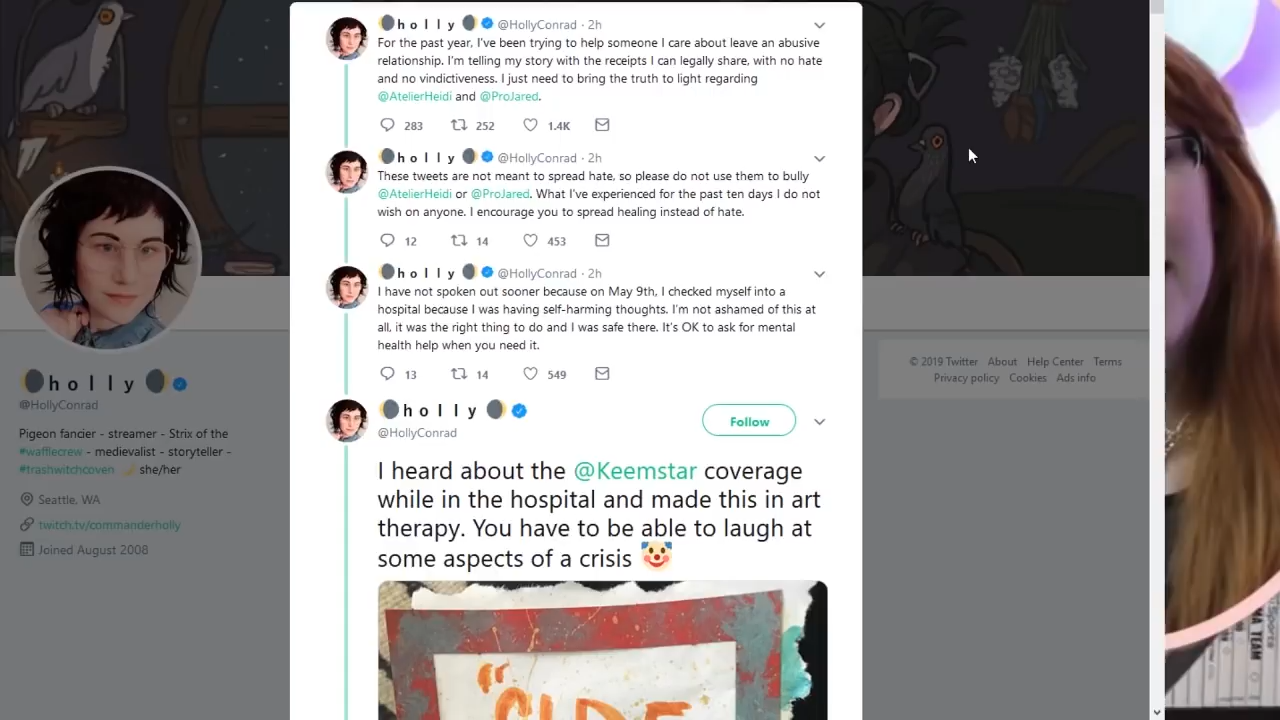 h o l l y @HollyConrad · 2h
For the past year, I've been trying to help someone I care about leave an abusive
relationship. I'm telling my story with the receipts I can legally share, with no hate
and no vindictiveness. I just need to bring the truth to light regarding
@AtelierHeidi and @ProJared.
283 252 1.4K
h o l l y @HollyConrad · 2h
These tweets are not meant to spread hate, so please do not use them to bully
@AtelierHeidi or @ProJared. What I've experienced for the past ten days I do not
wish on anyone. I encourage you to spread healing instead of hate.
12 14 453
h o l l y @HollyConrad · 2h
I have not spoken out sooner because on May 9th, I checked myself into a
hospital because I was having self-harming thoughts. I'm not ashamed of this at
all, it was the right thing to do and I was safe there. It's OK to ask for mental
health help when you need it.
13 14 549
h o l l y
@HollyConrad
Follow
I heard about the @Keemstar coverage
while in the hospital and made this in art
therapy. You have to be able to laugh at
some aspects of a crisis 🤡
h o l l y
@HollyConrad
Pigeon fancier - streamer - Strix of the
#wafflecrew - medievalist - storyteller -
#trashwitchcoven 🌙 she/her
Seattle, WA
twitch.tv/commanderholly
Joined August 2008
© 2019 Twitter About Help Center Terms
Privacy policy Cookies Ads info
TEAM